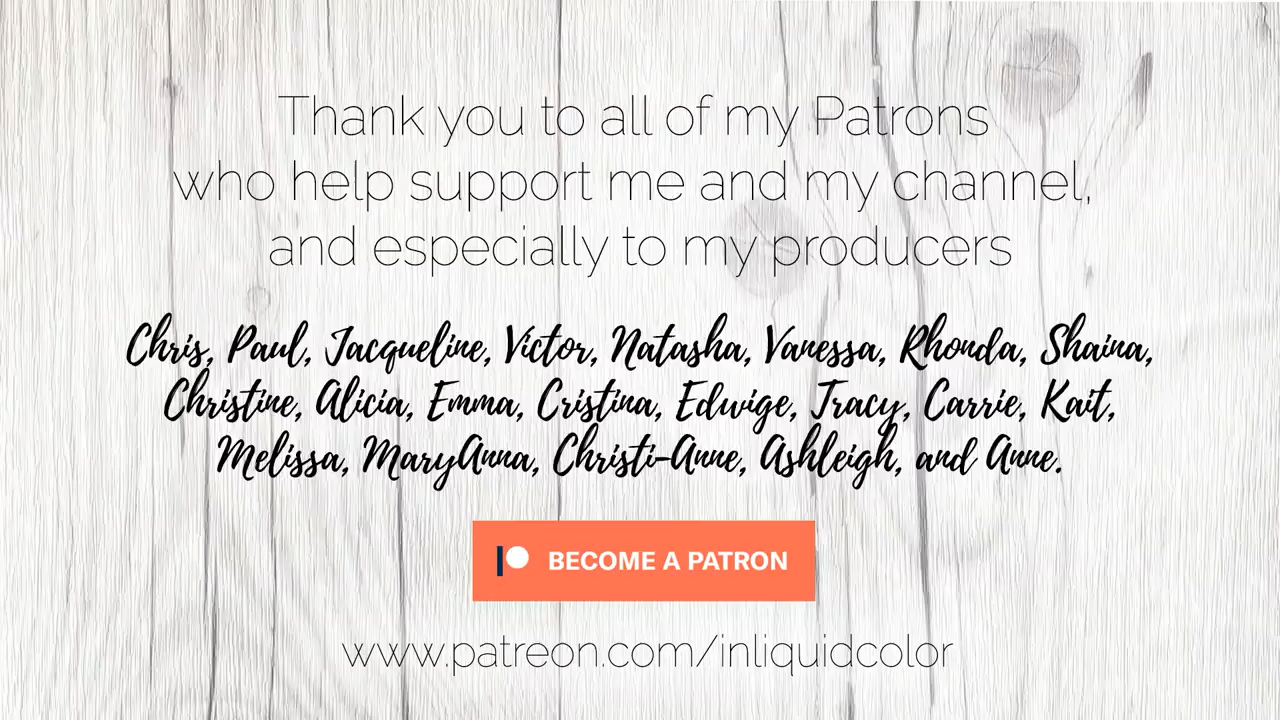 Thank you to all of my Patrons
who help support me and my channel,
and especially to my producers
Chris, Paul, Jacqueline, Victor, Natasha, Vanessa, Rhonda, Shaina,
Christine, Alicia, Emma, Cristina, Edwige, Tracy, Carrie, Kait,
Melissa, MaryAnna, Christi-Anne, Ashleigh, and Anne.
BECOME A PATRON
www.patreon.com/inliquidcolor